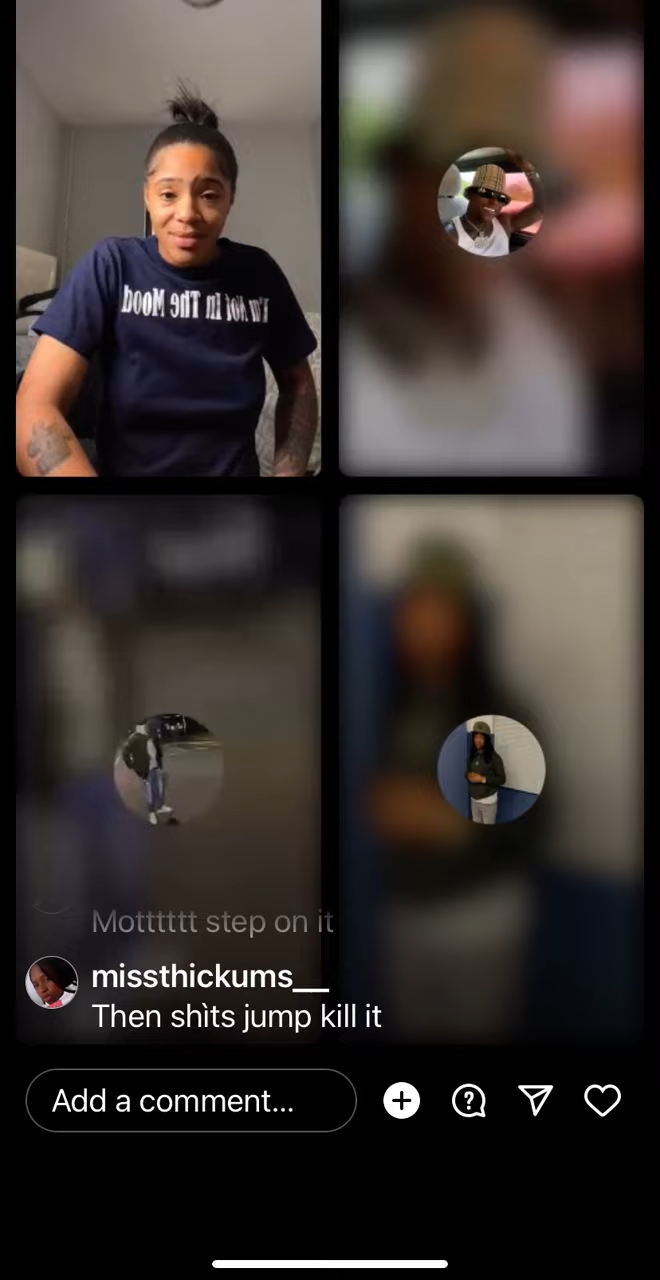 I'm Not In The Mood
Motttttt step on it
missthickums__
Then shìts jump kill it
Add a comment...